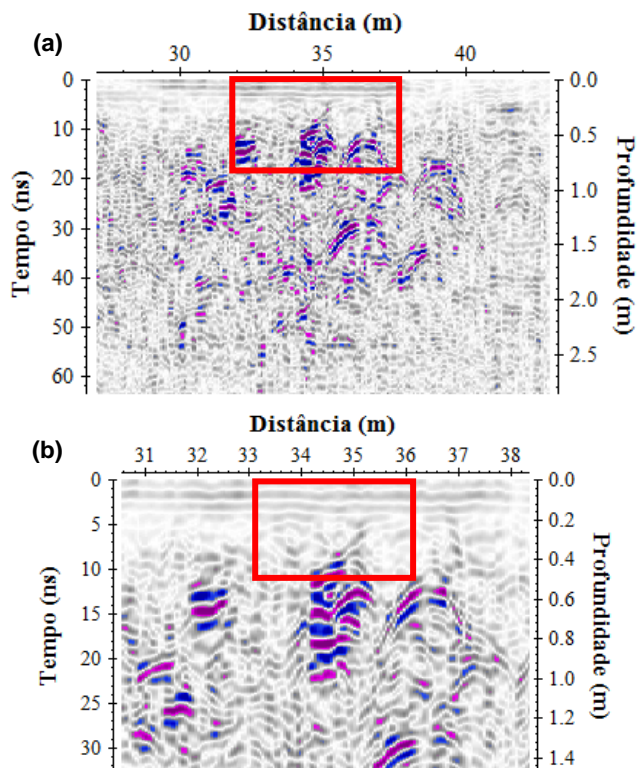 Distância (m)
(a)
30 35 40
0 0.0
10 0.5
20 1.0
30 1.5
40 2.0
50 2.5
60
Tempo (ns)
Profundidade (m)
Distância (m)
(b)
31 32 33 34 35 36 37 38
0 0.0
5 0.2
10 0.4
15 0.6
20 0.8
25 1.0
30 1.2
1.4
Tempo (ns)
Profundidade (m)